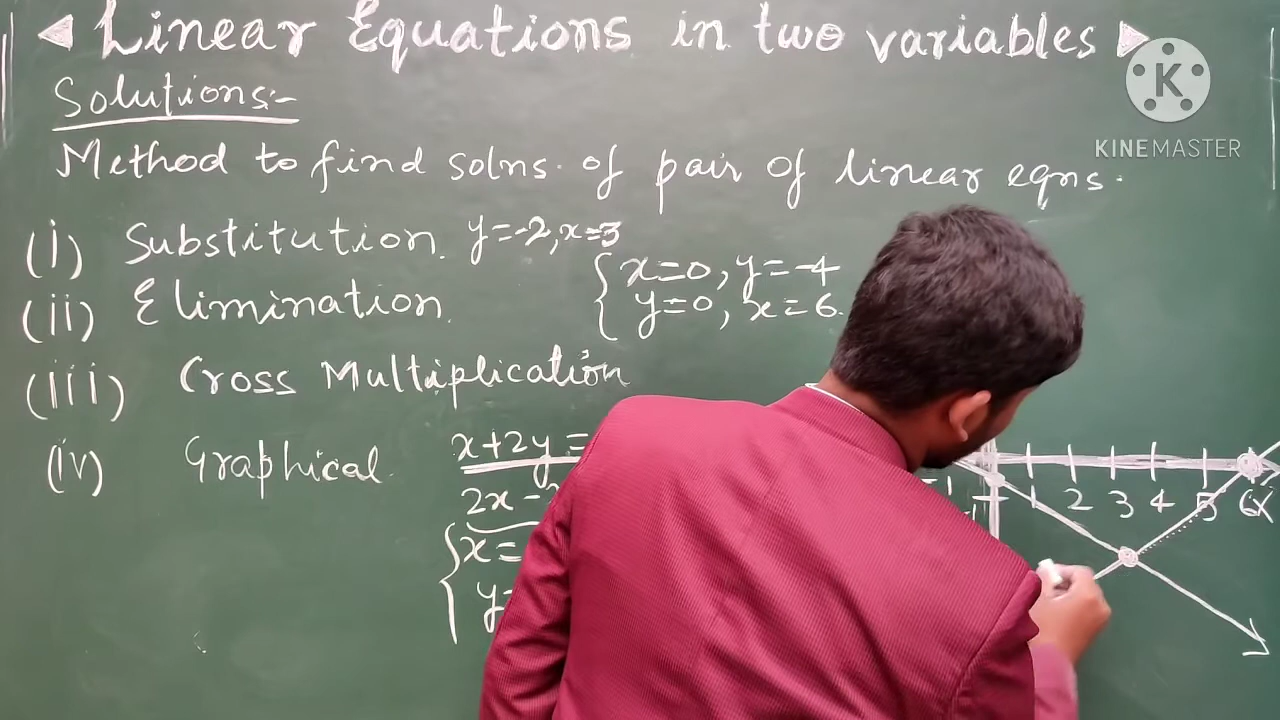 Linear Equations in two variables
Solutions:-
Method to find solns. of pair of linear eqns.
(i) Substitution. y=-2, x=3
{ x=0, y=-4
y=0, x=6.
(ii) Elimination.
(iii) Cross Multiplication
(iv) Graphical.
x+2y=
2x-
{ x=
y=
1 2 3 4 5 6 X
-1
K
KINEMASTER